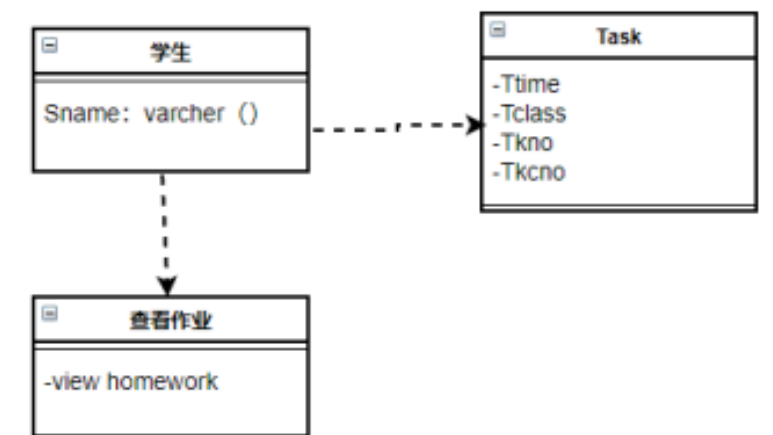 学生
Sname：varcher（）
Task
-Ttime
-Tclass
-Tkno
-Tkcno
查看作业
-view homework